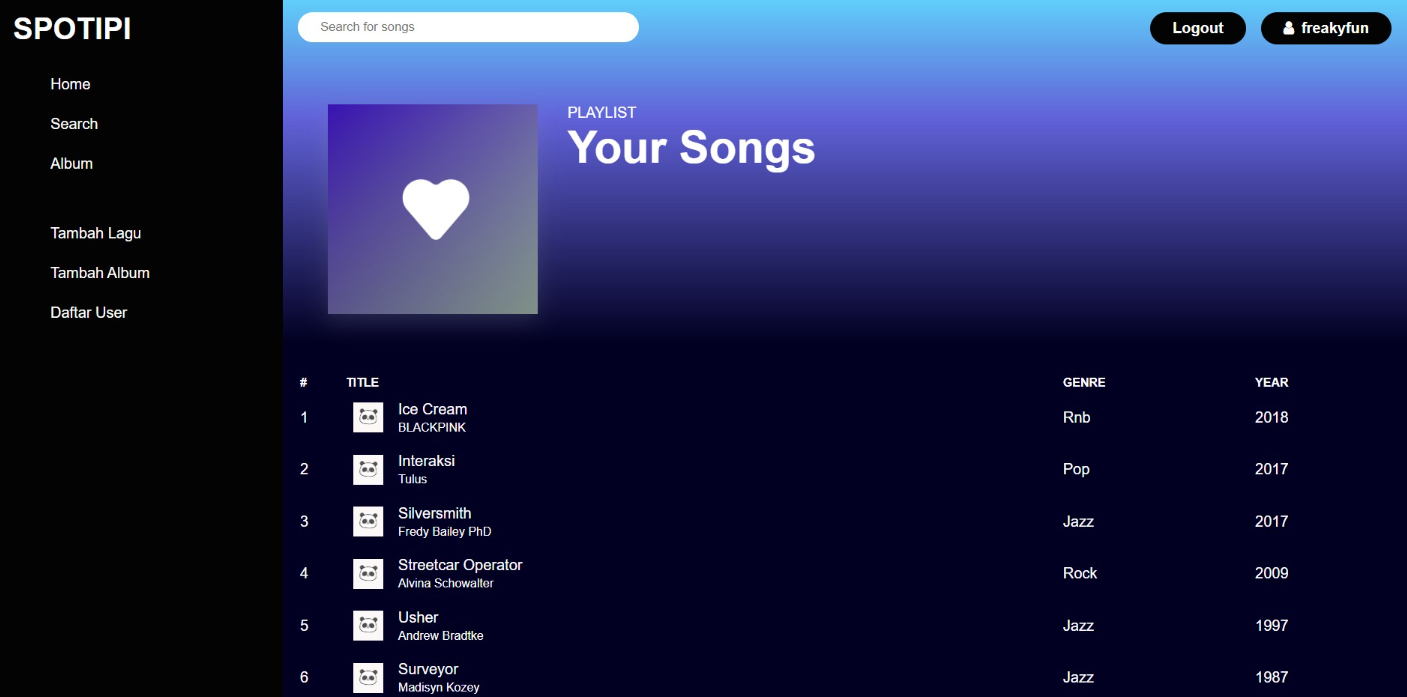 SPOTIPI
Home
Search
Album
Tambah Lagu
Tambah Album
Daftar User
Search for songs
Logout
freakyfun
PLAYLIST
Your Songs
# TITLE GENRE YEAR
1 Ice Cream Rnb 2018
BLACKPINK
2 Interaksi Pop 2017
Tulus
3 Silversmith Jazz 2017
Fredy Bailey PhD
4 Streetcar Operator Rock 2009
Alvina Schowalter
5 Usher Jazz 1997
Andrew Bradtke
6 Surveyor Jazz 1987
Madisyn Kozey